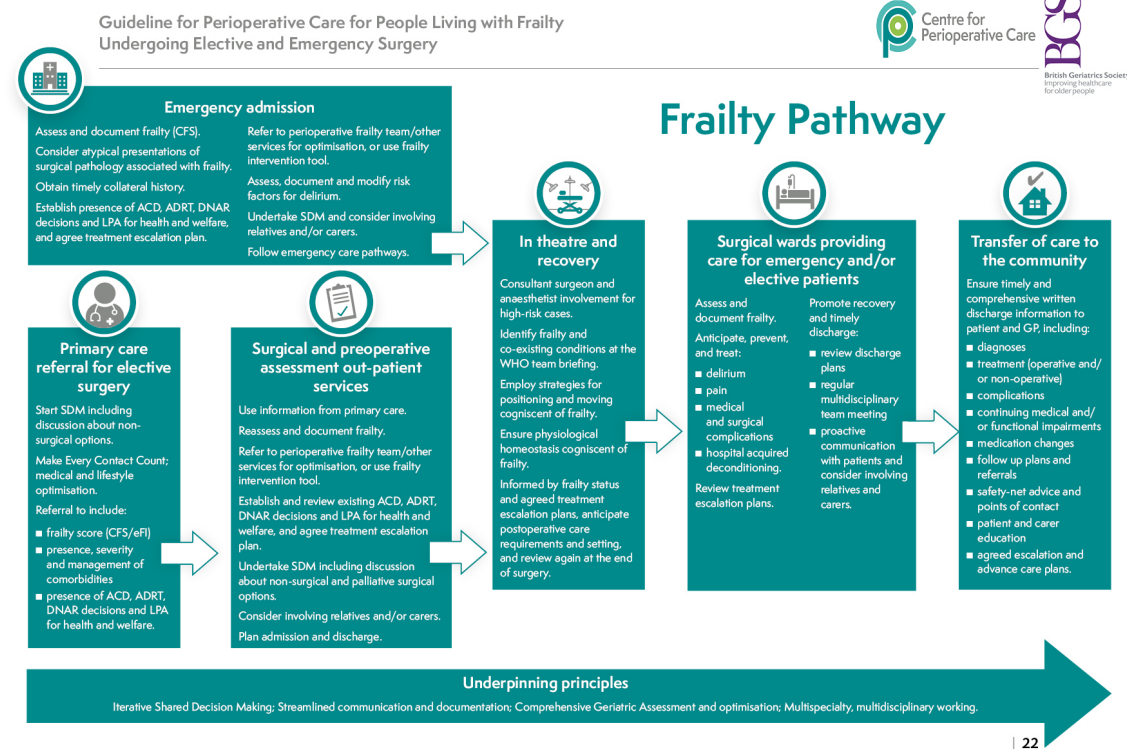 Guideline for Perioperative Care for People Living with Frailty
Undergoing Elective and Emergency Surgery
Centre for
Perioperative Care
BGS
British Geriatrics Society
Improving healthcare
for older people
Frailty Pathway
Emergency admission
Assess and document frailty (CFS).
Consider atypical presentations of
surgical pathology associated with frailty.
Obtain timely collateral history.
Establish presence of ACD, ADRT, DNAR
decisions and LPA for health and welfare,
and agree treatment escalation plan.
Refer to perioperative frailty team/other
services for optimisation, or use frailty
intervention tool.
Assess, document and modify risk
factors for delirium.
Undertake SDM and consider involving
relatives and/or carers.
Follow emergency care pathways.
Primary care
referral for elective
surgery
Start SDM including
discussion about non-
surgical options.
Make Every Contact Count;
medical and lifestyle
optimisation.
Referral to include:
■ frailty score (CFS/eFI)
■ presence, severity
and management of
comorbidities
■ presence of ACD, ADRT,
DNAR decisions and LPA
for health and welfare.
Surgical and preoperative
assessment out-patient
services
Use information from primary care.
Reassess and document frailty.
Refer to perioperative frailty team/other
services for optimisation, or use frailty
intervention tool.
Establish and review existing ACD, ADRT,
DNAR decisions and LPA for health and
welfare, and agree treatment escalation
plan.
Undertake SDM including discussion
about non-surgical and palliative surgical
options.
Consider involving relatives and/or carers.
Plan admission and discharge.
In theatre and
recovery
Consultant surgeon and
anaesthetist involvement for
high-risk cases.
Identify frailty and
co-existing conditions at the
WHO team briefing.
Employ strategies for
positioning and moving
cogniscent of frailty.
Ensure physiological
homeostasis cogniscent of
frailty.
Informed by frailty status
and agreed treatment
escalation plans, anticipate
postoperative care
requirements and setting,
and review again at the end
of surgery.
Surgical wards providing
care for emergency and/or
elective patients
Assess and
document frailty.
Anticipate, prevent,
and treat:
■ delirium
■ pain
■ medical
and surgical
complications
■ hospital acquired
deconditioning.
Review treatment
escalation plans.
Promote recovery
and timely
discharge:
■ review discharge
plans
■ regular
multidisciplinary
team meeting
■ proactive
communication
with patients and
consider involving
relatives and
carers.
Transfer of care to
the community
Ensure timely and
comprehensive written
discharge information to
patient and GP, including:
■ diagnoses
■ treatment (operative and/
or non-operative)
■ complications
■ continuing medical and/
or functional impairments
■ medication changes
■ follow up plans and
referrals
■ safety-net advice and
points of contact
■ patient and carer
education
■ agreed escalation and
advance care plans.
Underpinning principles
Iterative Shared Decision Making; Streamlined communication and documentation; Comprehensive Geriatric Assessment and optimisation; Multispecialty, multidisciplinary working.
| 22